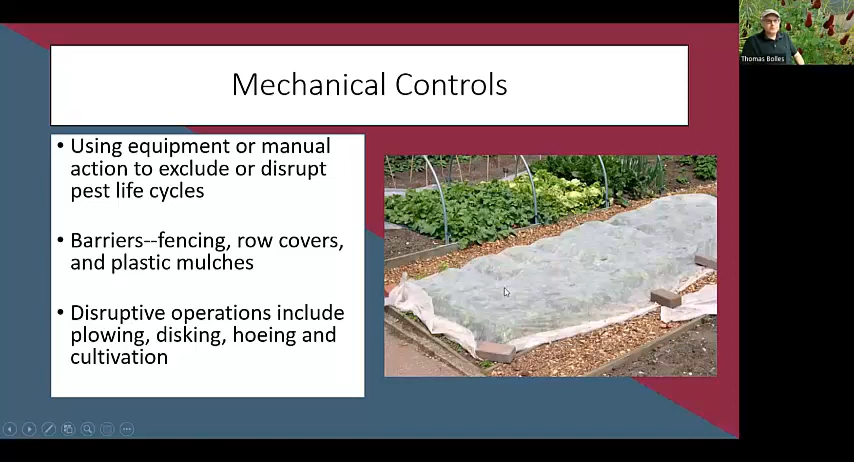 Thomas Bolles
Mechanical Controls
• Using equipment or manual
action to exclude or disrupt
pest life cycles
• Barriers--fencing, row covers,
and plastic mulches
• Disruptive operations include
plowing, disking, hoeing and
cultivation